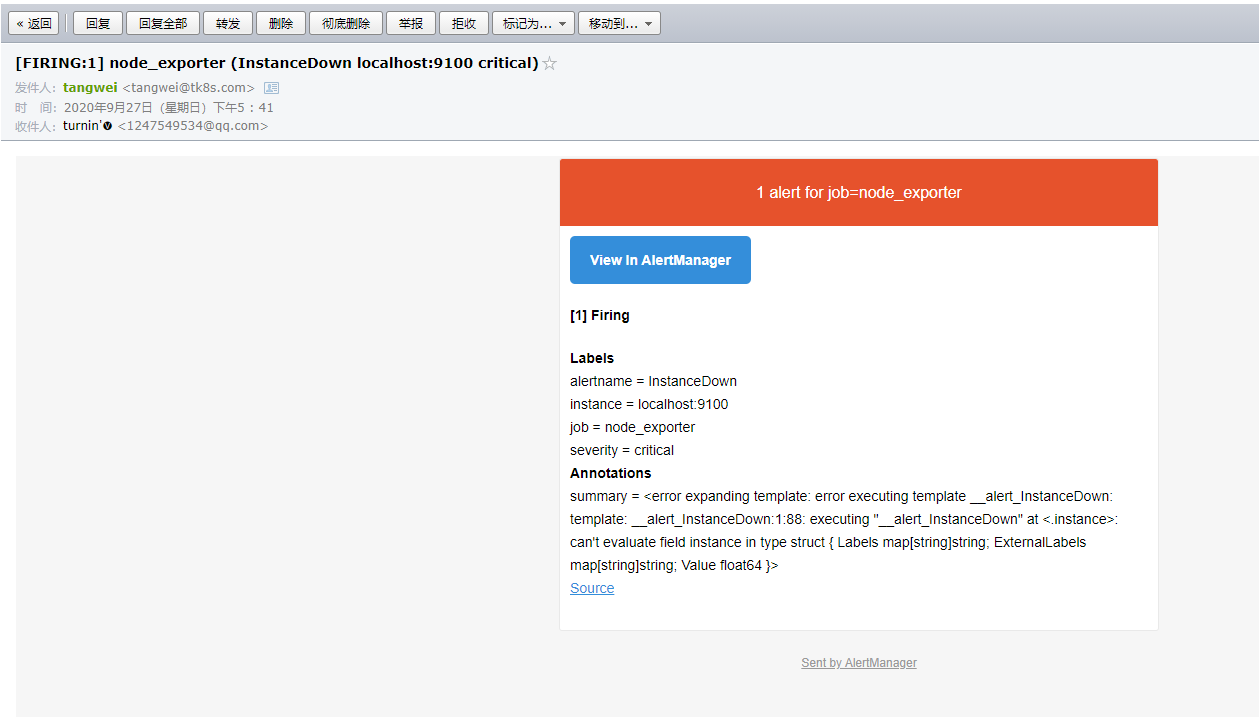 « 返回 回复 回复全部 转发 删除 彻底删除 举报 拒收 标记为... 移动到...
[FIRING:1] node_exporter (InstanceDown localhost:9100 critical)
发件人: tangwei <tangwei@tk8s.com>
时 间: 2020年9月27日 (星期日) 下午5:41
收件人: turnin'V <1247549534@qq.com>
1 alert for job=node_exporter
View In AlertManager
[1] Firing
Labels
alertname = InstanceDown
instance = localhost:9100
job = node_exporter
severity = critical
Annotations
summary = <error expanding template: error executing template __alert_InstanceDown:
template: __alert_InstanceDown:1:88: executing "__alert_InstanceDown" at <.instance>:
can't evaluate field instance in type struct { Labels map[string]string; ExternalLabels
map[string]string; Value float64 }>
Source
Sent by AlertManager